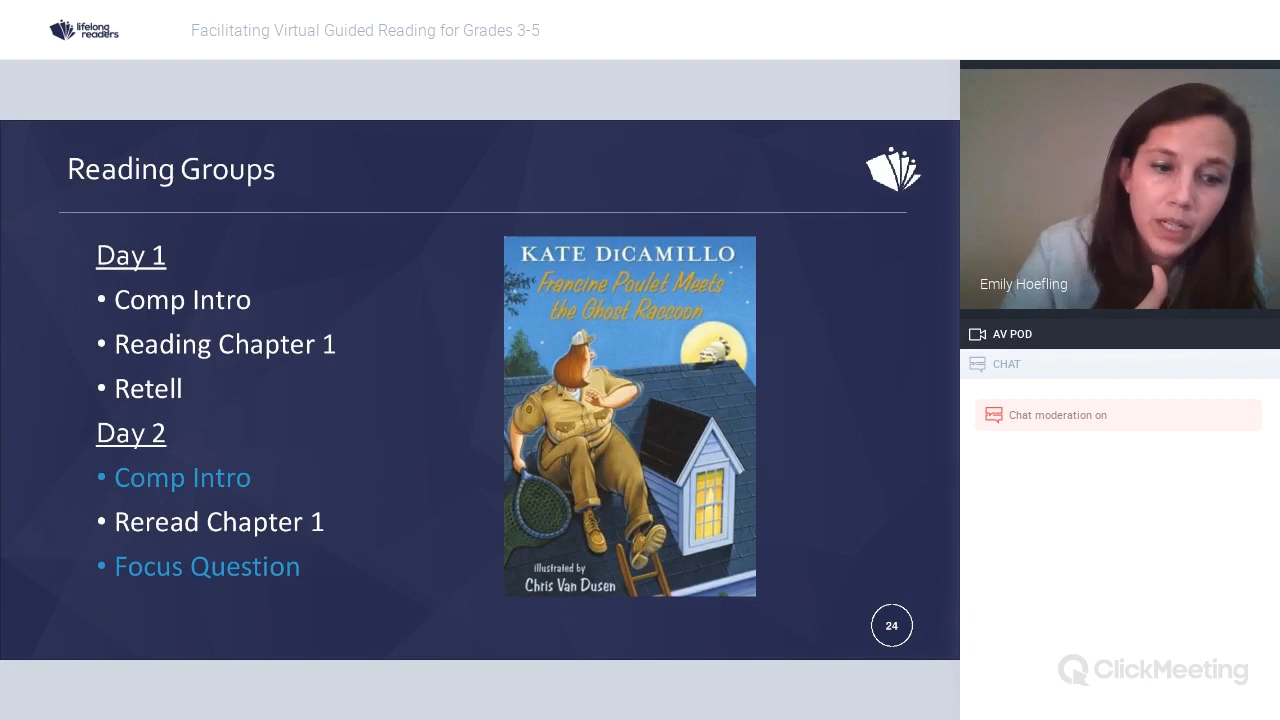 lifelong
readers
Facilitating Virtual Guided Reading for Grades 3-5
Reading Groups
Day 1
• Comp Intro
• Reading Chapter 1
• Retell
Day 2
• Comp Intro
• Reread Chapter 1
• Focus Question
KATE DICAMILLO
Francine Poulet Meets
the Ghost Raccoon
illustrated by
Chris Van Dusen
24
Emily Hoefling
AV POD
CHAT
Chat moderation on
ClickMeeting